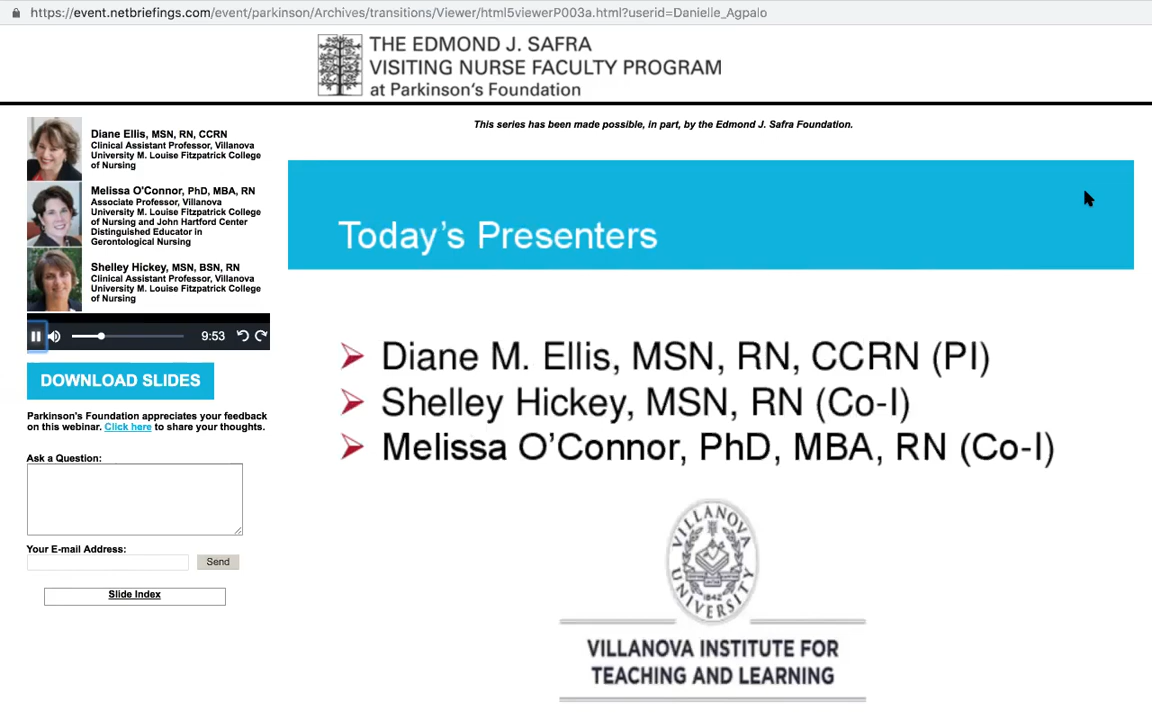 https://event.netbriefings.com/event/parkinson/Archives/transitions/Viewer/html5viewerP003a.html?userid=Danielle_Agpalo
THE EDMOND J. SAFRA
VISITING NURSE FACULTY PROGRAM
at Parkinson's Foundation
This series has been made possible, in part, by the Edmond J. Safra Foundation.
Diane Ellis, MSN, RN, CCRN
Clinical Assistant Professor, Villanova
University M. Louise Fitzpatrick College
of Nursing
Melissa O'Connor, PhD, MBA, RN
Associate Professor, Villanova
University M. Louise Fitzpatrick College
of Nursing and John Hartford Center
Distinguished Educator in
Gerontological Nursing
Shelley Hickey, MSN, BSN, RN
Clinical Assistant Professor, Villanova
University M. Louise Fitzpatrick College
of Nursing
9:53
DOWNLOAD SLIDES
Parkinson's Foundation appreciates your feedback
on this webinar. Click here to share your thoughts.
Ask a Question:
Your E-mail Address:
Send
Slide Index
Today's Presenters
Diane M. Ellis, MSN, RN, CCRN (PI)
Shelley Hickey, MSN, RN (Co-I)
Melissa O'Connor, PhD, MBA, RN (Co-I)
VILLANOVA UNIVERSITY
1842
VILLANOVA INSTITUTE FOR
TEACHING AND LEARNING